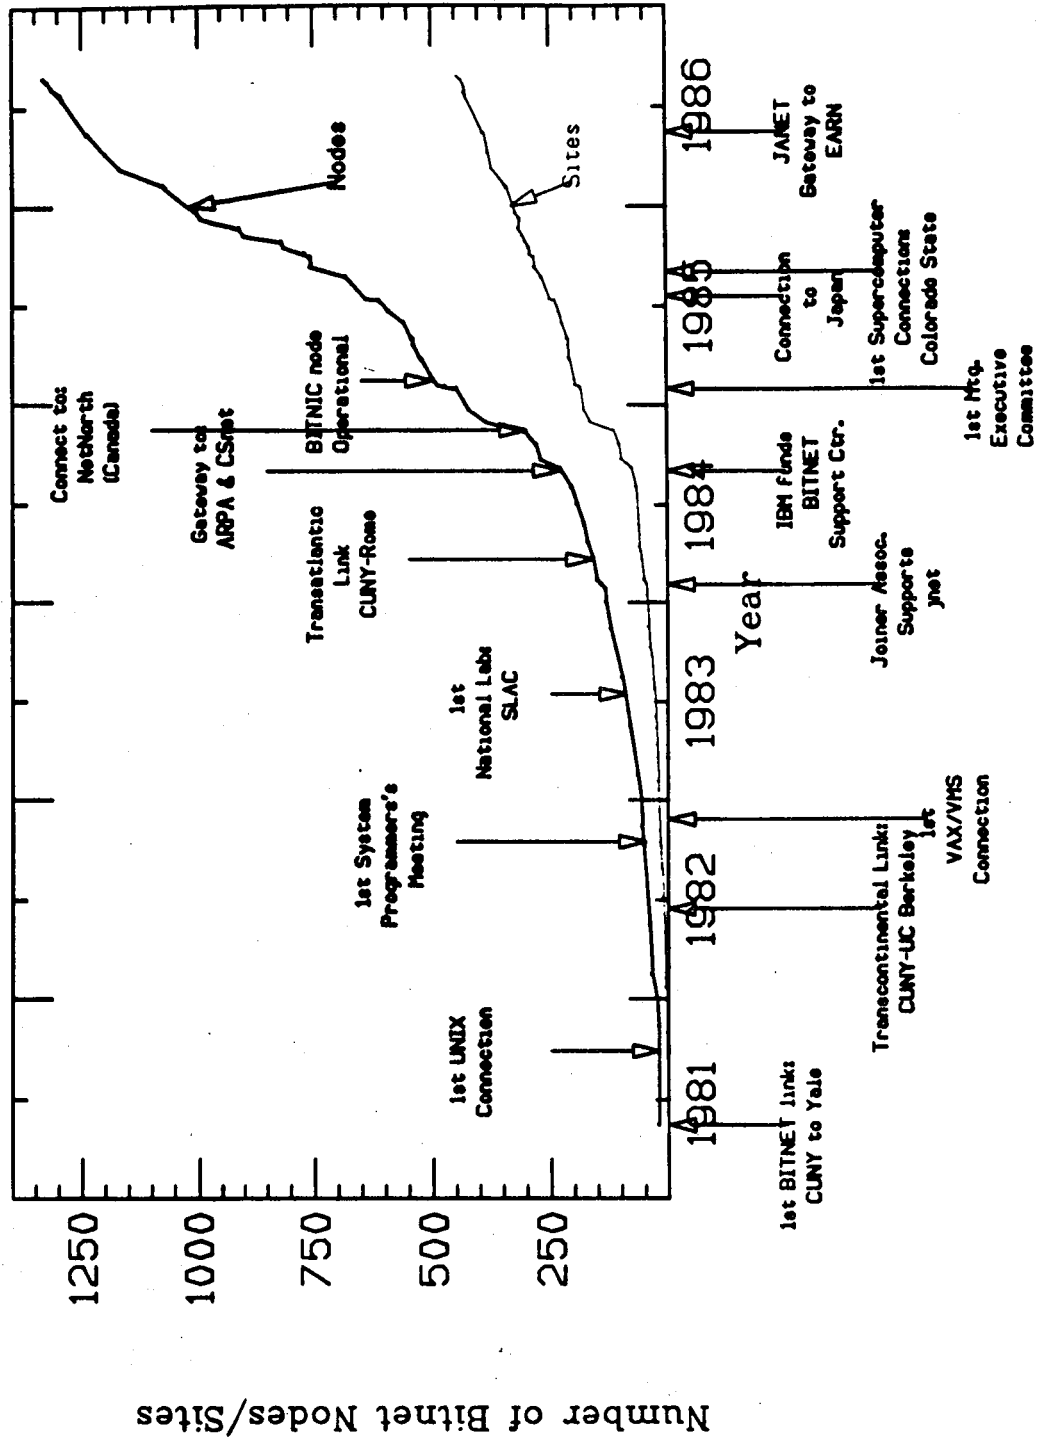 Number of Bitnet Nodes/Sites
1250
1000
750
500
250
Connect to:
NetNorth
(Canada)
Gateway to:
ARPA & CSnet
BITNIC node
Operational
Transatlantic
Link
CUNY-Rome
1st
National Lab:
SLAC
1st System
Programmers's
Meeting
1st UNIX
Connection
Nodes
Sites
1981
1982
1983
1984
1985
1986
Year
1st BITNET link:
CUNY to Yale
Transcontinental Link:
CUNY-UC Berkeley
1st
VAX/VMS
Connection
Joiner Assoc.
Supports
jnet
IBM funds
BITNET
Support Ctr.
1st Mtg.
Executive
Committee
Connection
to
Japan
1st Supercomputer
Connections
Colorado State
JANET
Gateway to
EARN